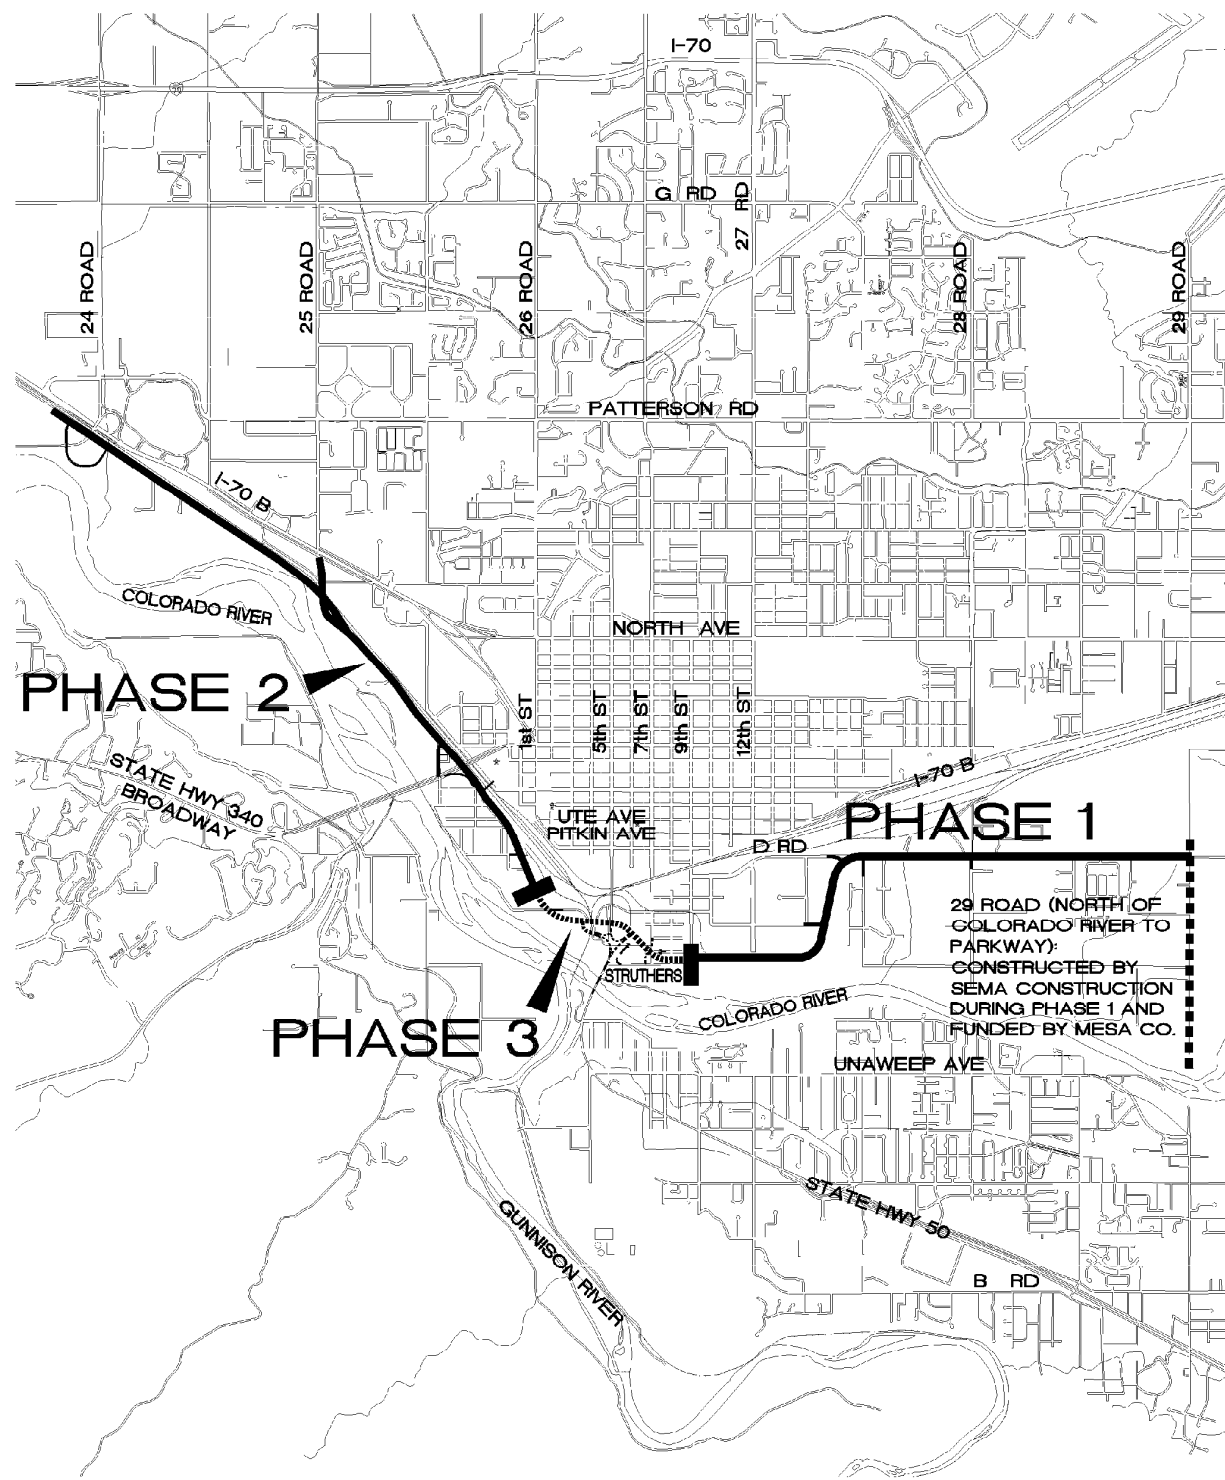 I-70
G RD
27 RD
24 ROAD
25 ROAD
26 ROAD
28 ROAD
29 ROAD
PATTERSON RD
I-70 B
COLORADO RIVER
NORTH AVE
PHASE 2
1st ST
5th ST
7th ST
9th ST
12th ST
STATE HWY 340
BROADWAY
I-70 B
UTE AVE
PITKIN AVE
PHASE 1
D RD
29 ROAD (NORTH OF
COLORADO RIVER TO
PARKWAY):
CONSTRUCTED BY
SEMA CONSTRUCTION
DURING PHASE 1 AND
FUNDED BY MESA CO.
STRUTHERS
COLORADO RIVER
PHASE 3
UNAWEEP AVE
STATE HWY 50
GUNNISON RIVER
B RD